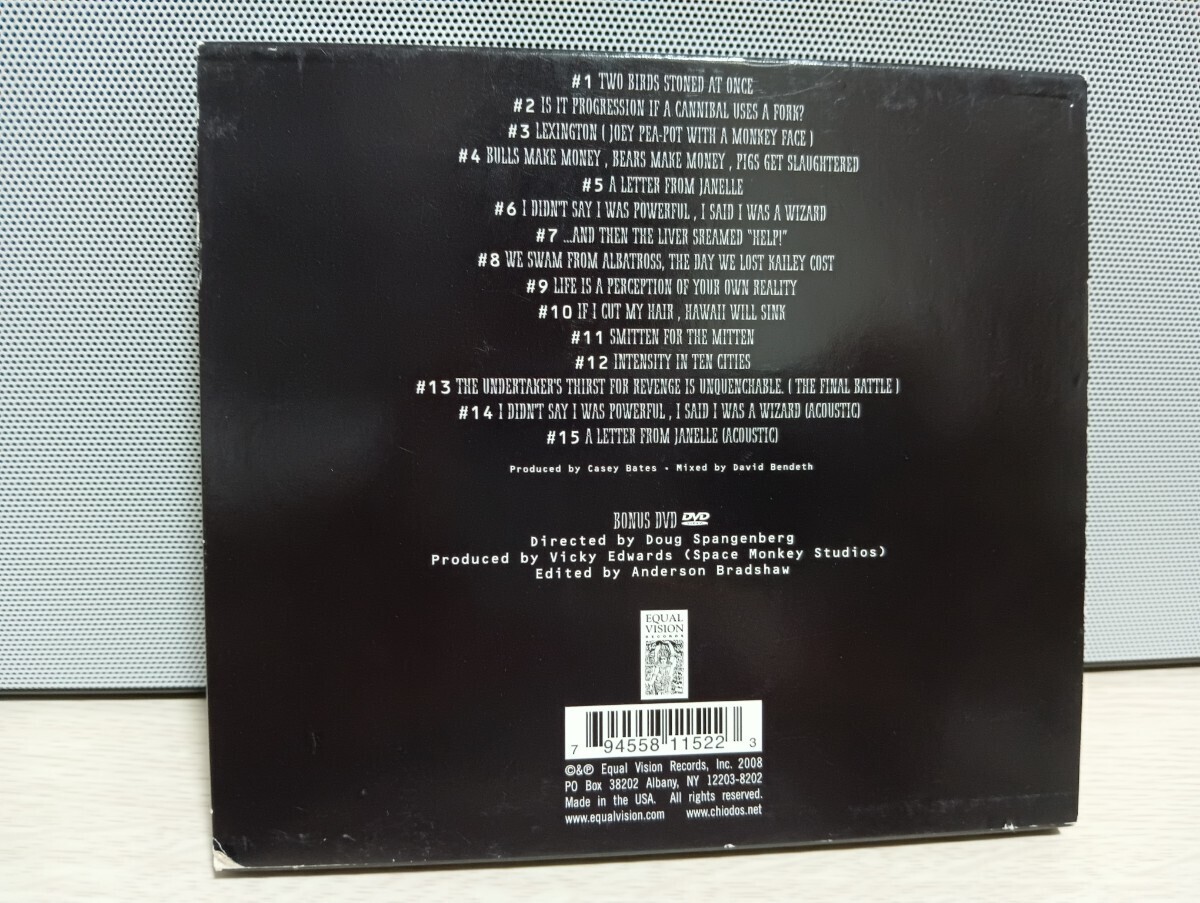 #1 TWO BIRDS STONED AT ONCE
#2 IS IT PROGRESSION IF A CANNIBAL USES A FORK?
#3 LEXINGTON ( JOEY PEA-POT WITH A MONKEY FACE )
#4 BULLS MAKE MONEY , BEARS MAKE MONEY , PIGS GET SLAUGHTERED
#5 A LETTER FROM JANELLE
#6 I DIDN'T SAY I WAS POWERFUL , I SAID I WAS A WIZARD
#7 ...AND THEN THE LIVER SREAMED "HELP!"
#8 WE SWAM FROM ALBATROSS, THE DAY WE LOST KAILEY COST
#9 LIFE IS A PERCEPTION OF YOUR OWN REALITY
#10 IF I CUT MY HAIR , HAWAII WILL SINK
#11 SMITTEN FOR THE MITTEN
#12 INTENSITY IN TEN CITIES
#13 THE UNDERTAKER'S THIRST FOR REVENGE IS UNQUENCHABLE. ( THE FINAL BATTLE )
#14 I DIDN'T SAY I WAS POWERFUL , I SAID I WAS A WIZARD (ACOUSTIC)
#15 A LETTER FROM JANELLE (ACOUSTIC)
Produced by Casey Bates • Mixed by David Bendeth
BONUS DVD DVD
Directed by Doug Spangenberg
Produced by Vicky Edwards (Space Monkey Studios)
Edited by Anderson Bradshaw
EQUAL
VISION
RECORDS
7 94558 11522 3
©&℗ Equal Vision Records, Inc. 2008
PO Box 38202 Albany, NY 12203-8202
Made in the USA. All rights reserved.
www.equalvision.com www.chiodos.net